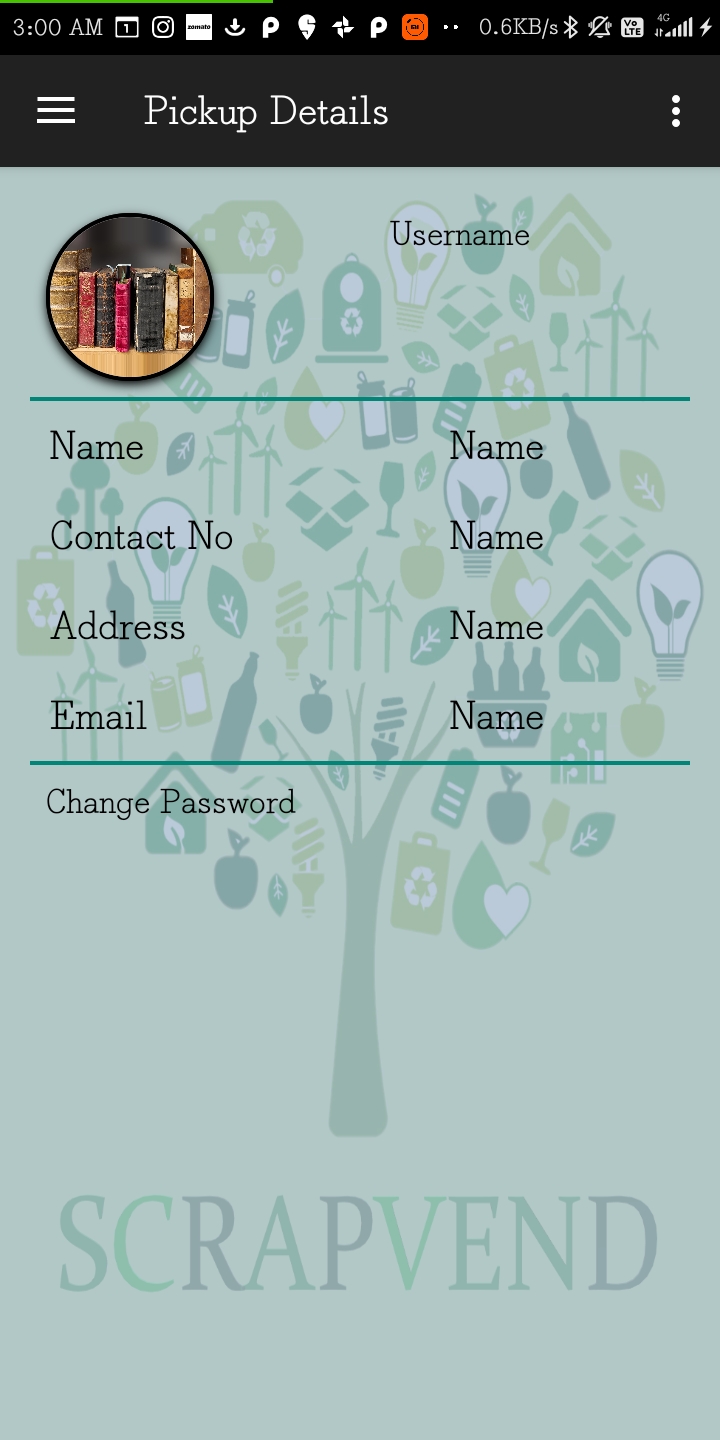 3:00 AM 1 zomato SH 0.6KB/s Vo LTE 4G
Pickup Details
Username
Name Name
Contact No Name
Address Name
Email Name
Change Password
SCRAPVEND